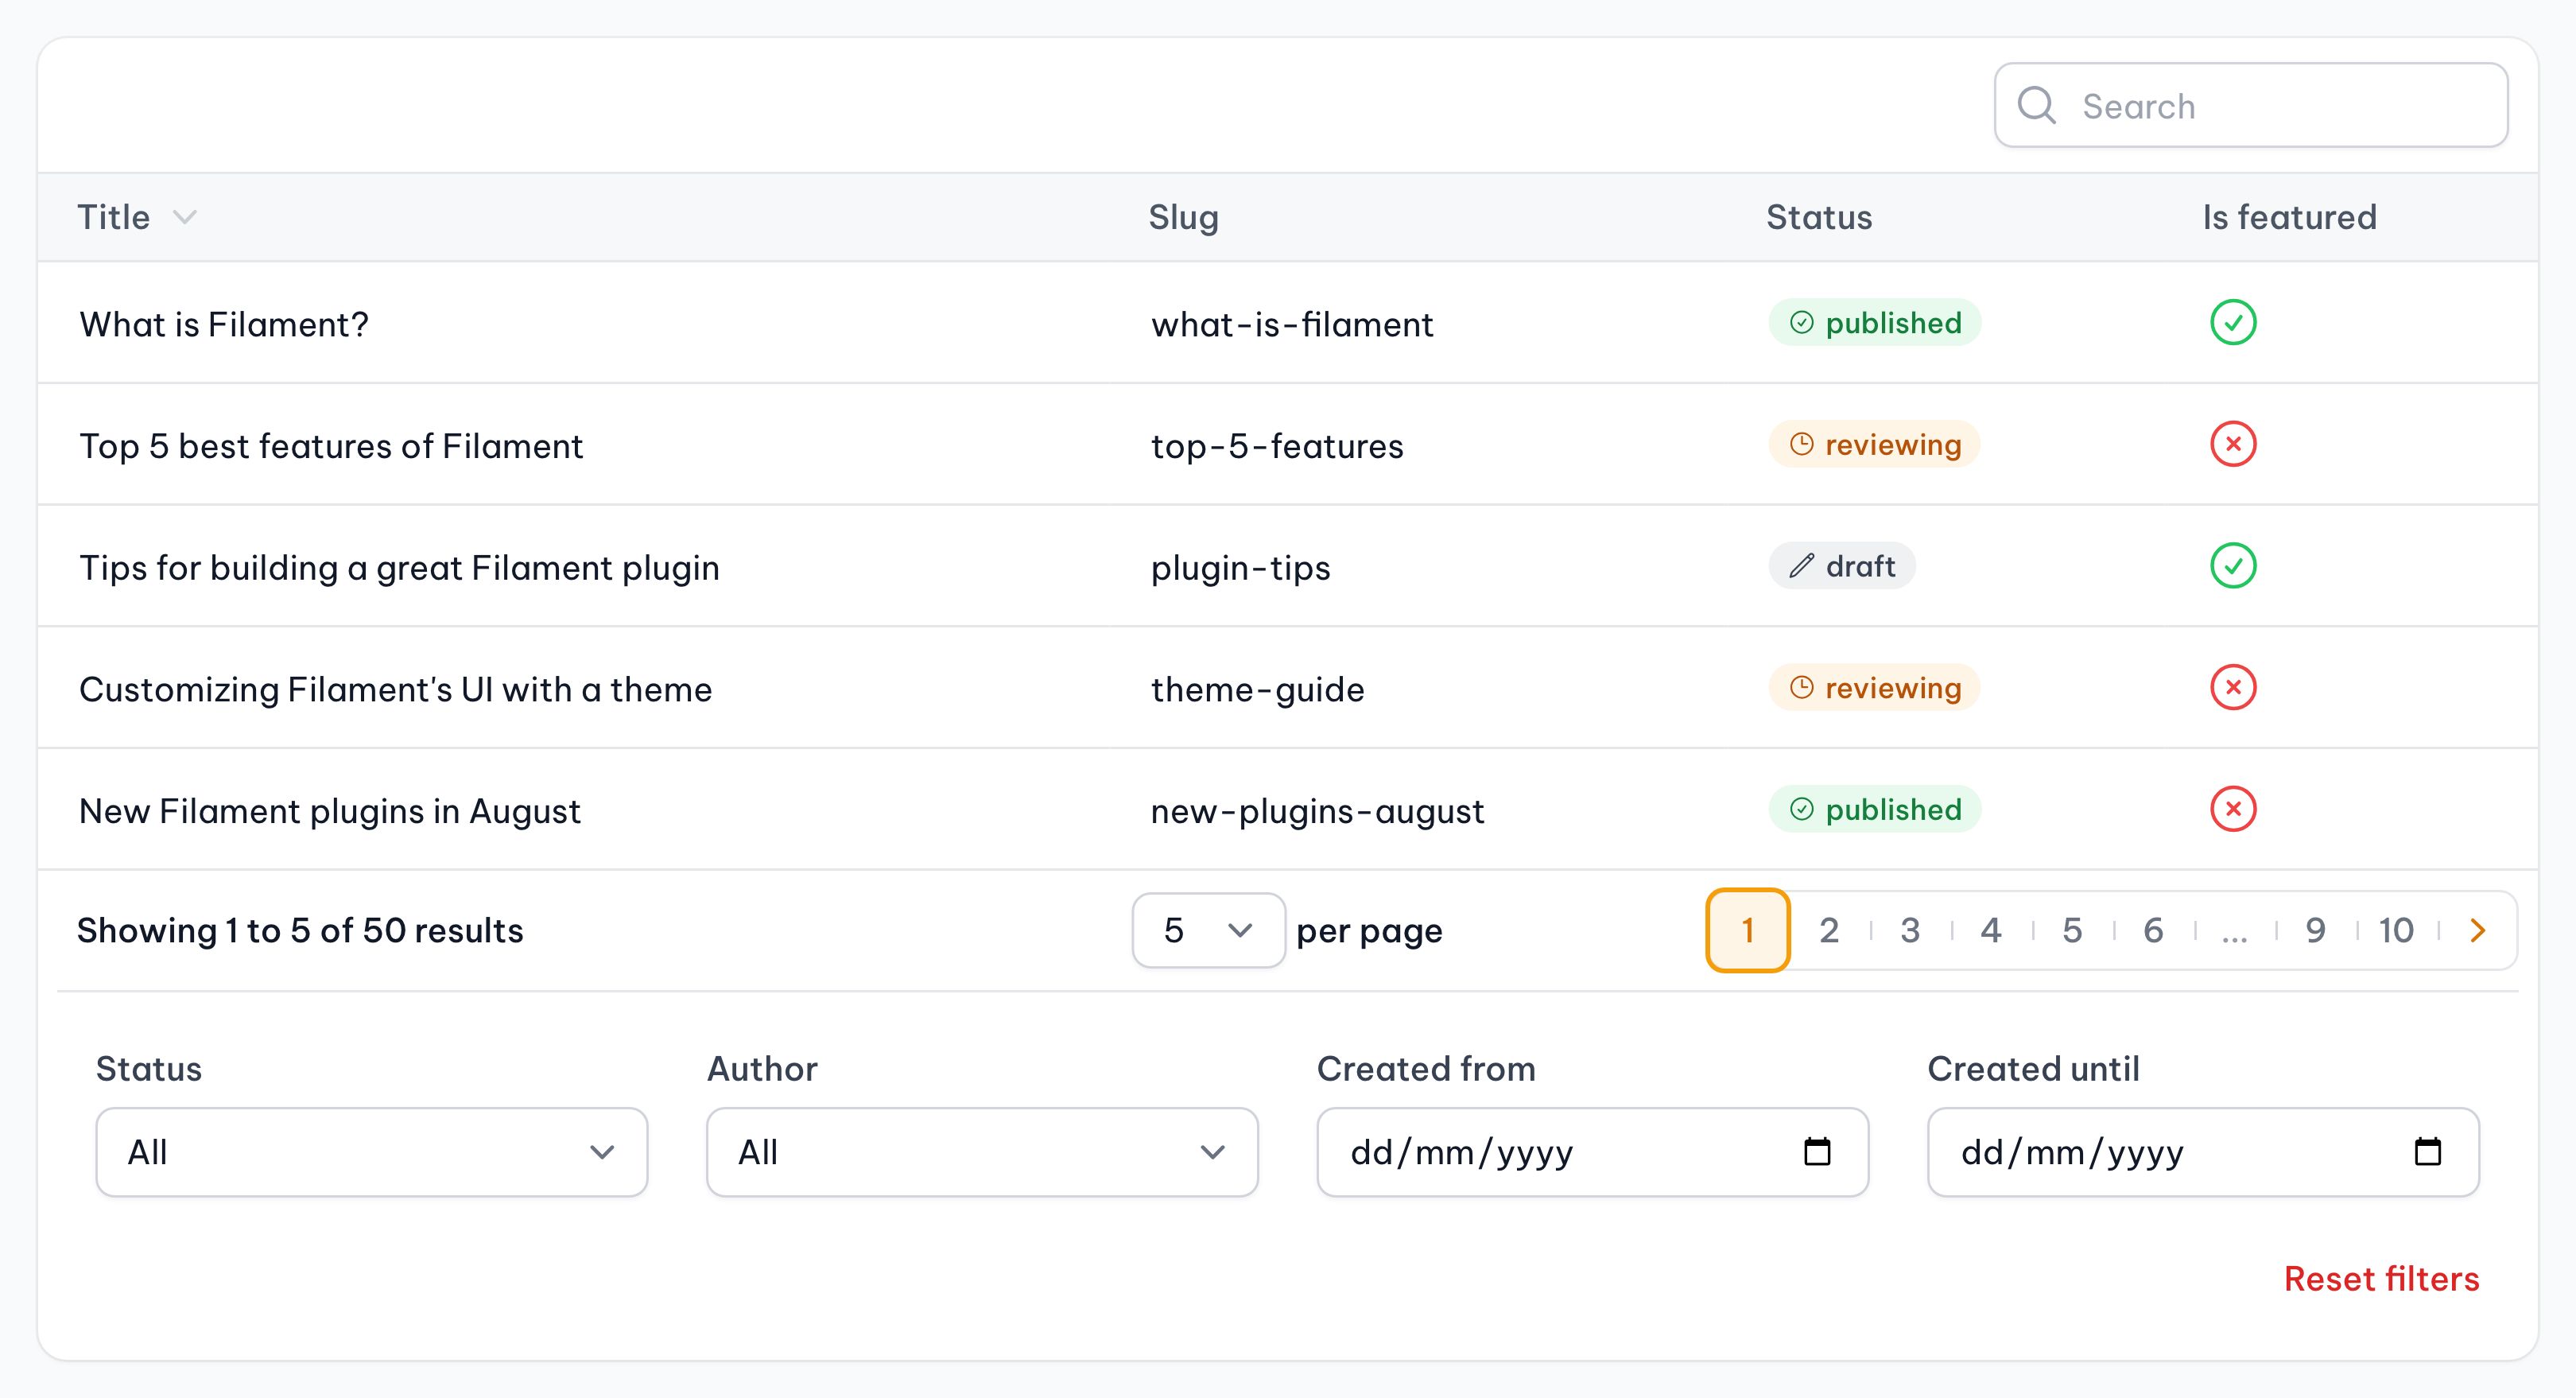 Search
Title Slug Status Is featured
What is Filament? what-is-filament published
Top 5 best features of Filament top-5-features reviewing
Tips for building a great Filament plugin plugin-tips draft
Customizing Filament's UI with a theme theme-guide reviewing
New Filament plugins in August new-plugins-august published
Showing 1 to 5 of 50 results 5 per page 1 2 3 4 5 6 ... 9 10
Status Author Created from Created until
All All dd/mm/yyyy dd/mm/yyyy
Reset filters